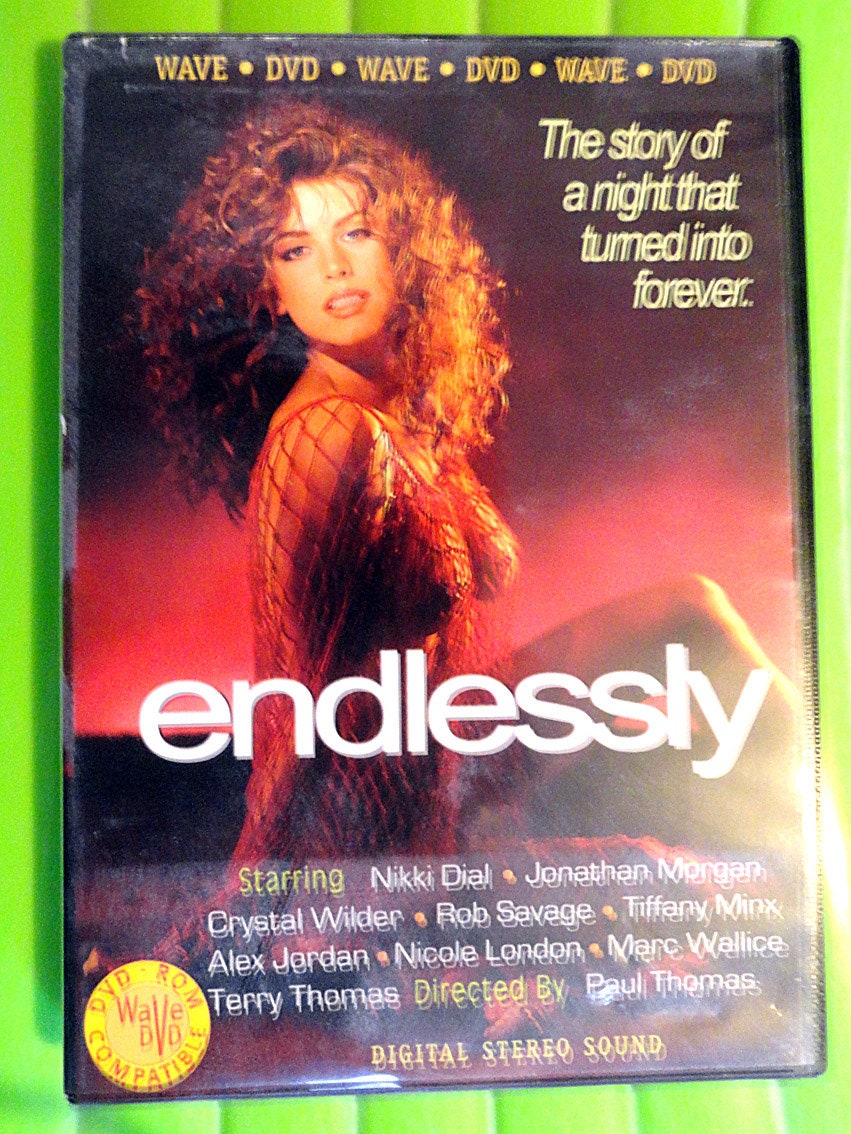 WAVE • DVD • WAVE • DVD • WAVE • DVD
The story of
a night that
turned into
forever.
endlessly
Starring Nikki Dial • Jonathan Morgan
Crystal Wilder • Rob Savage • Tiffany Minx
Alex Jordan • Nicole London • Marc Wallice
Terry Thomas Directed By Paul Thomas
DVD - ROM
WaVe
DVD
COMPATIBLE
DIGITAL STEREO SOUND